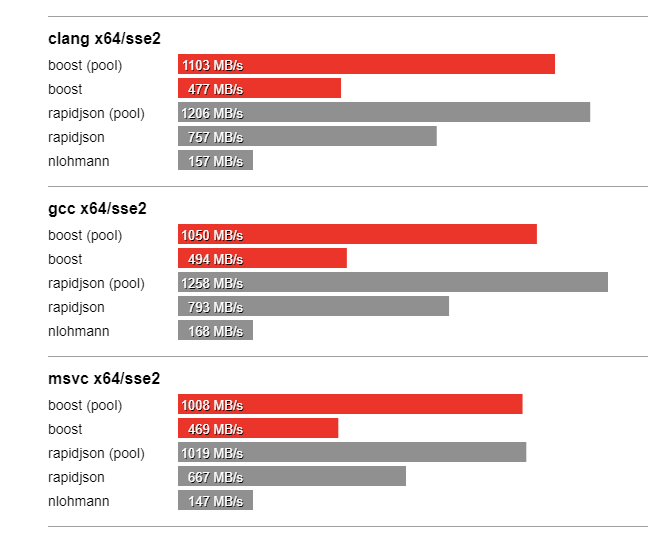 clang x64/sse2
boost (pool) 1103 MB/s
boost 477 MB/s
rapidjson (pool) 1206 MB/s
rapidjson 757 MB/s
nlohmann 157 MB/s
gcc x64/sse2
boost (pool) 1050 MB/s
boost 494 MB/s
rapidjson (pool) 1258 MB/s
rapidjson 793 MB/s
nlohmann 168 MB/s
msvc x64/sse2
boost (pool) 1008 MB/s
boost 469 MB/s
rapidjson (pool) 1019 MB/s
rapidjson 667 MB/s
nlohmann 147 MB/s